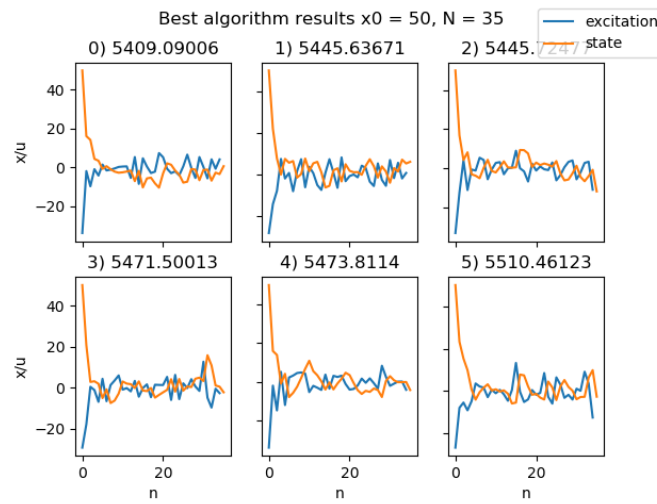 Best algorithm results x0 = 50, N = 35
excitation
state
0) 5409.09006
1) 5445.63671
2) 5445.72477
x/u
40
20
0
−20
3) 5471.50013
4) 5473.8114
5) 5510.46123
x/u
40
20
0
−20
0 20
0 20
0 20
n
n
n